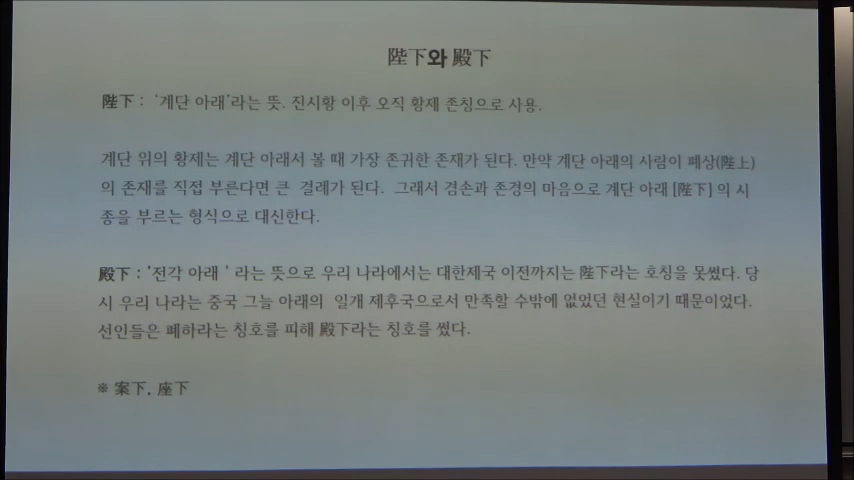 陛下와 殿下
陛下 : ‘계단 아래’라는 뜻. 진시황 이후 오직 황제 존칭으로 사용.
계단 위의 황제는 계단 아래서 볼 때 가장 존귀한 존재가 된다. 만약 계단 아래의 사람이 폐상(陛上)
의 존재를 직접 부른다면 큰 결례가 된다. 그래서 겸손과 존경의 마음으로 계단 아래 [陛下] 의 시
종을 부르는 형식으로 대신한다.
殿下 : ‘전각 아래 ‘ 라는 뜻으로 우리 나라에서는 대한제국 이전까지는 陛下라는 호칭을 못썼다. 당
시 우리 나라는 중국 그늘 아래의 일개 제후국으로서 만족할 수밖에 없었던 현실이기 때문이었다.
선인들은 폐하라는 칭호를 피해 殿下라는 칭호를 썼다.
※ 案下, 座下